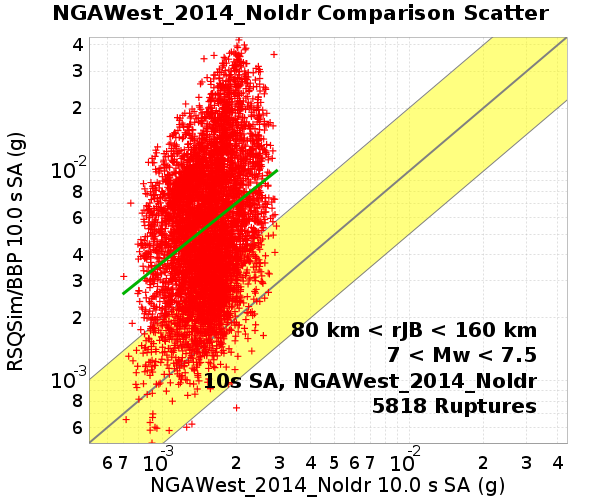 NGAWest_2014_NoIdr Comparison Scatter
RSQSim/BBP 10.0 s SA (g)
4
3
2
10-2
8
6
4
3
2
10-3
8
6
80 km < rJB < 160 km
7 < Mw < 7.5
10s SA, NGAWest_2014_NoIdr
5818 Ruptures
6 7 10-3 2 3 4 5 6 7 10-2 2 3 4
NGAWest_2014_NoIdr 10.0 s SA (g)